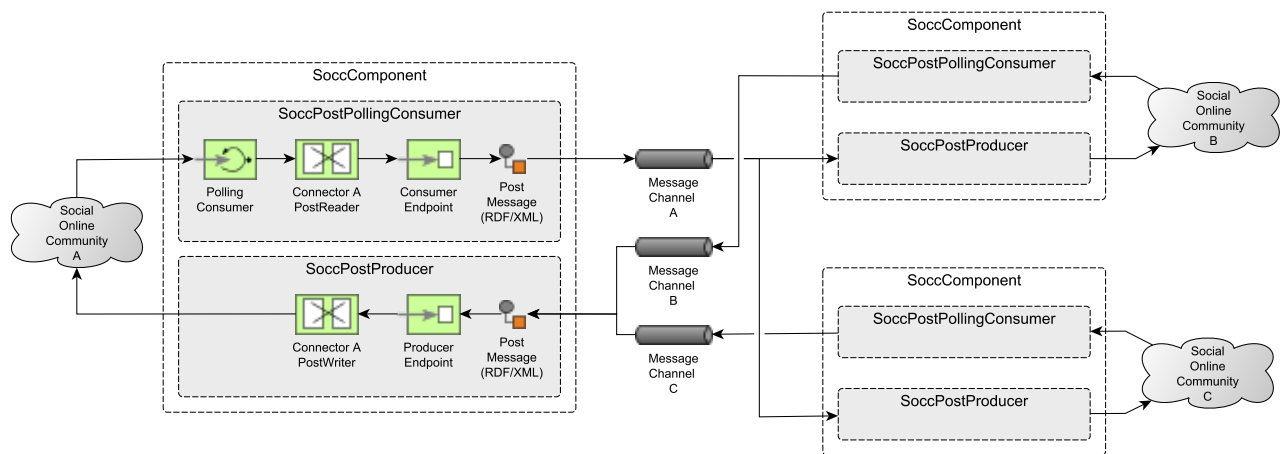 SoccComponent
SoccPostPollingConsumer
Polling
Consumer
Connector A
PostReader
Consumer
Endpoint
Post
Message
(RDF/XML)
SoccPostProducer
Connector A
PostWriter
Producer
Endpoint
Post
Message
(RDF/XML)
Social
Online
Community
A
Message
Channel
A
Message
Channel
B
Message
Channel
C
SoccComponent
SoccPostPollingConsumer
SoccPostProducer
Social
Online
Community
B
SoccComponent
SoccPostPollingConsumer
SoccPostProducer
Social
Online
Community
C